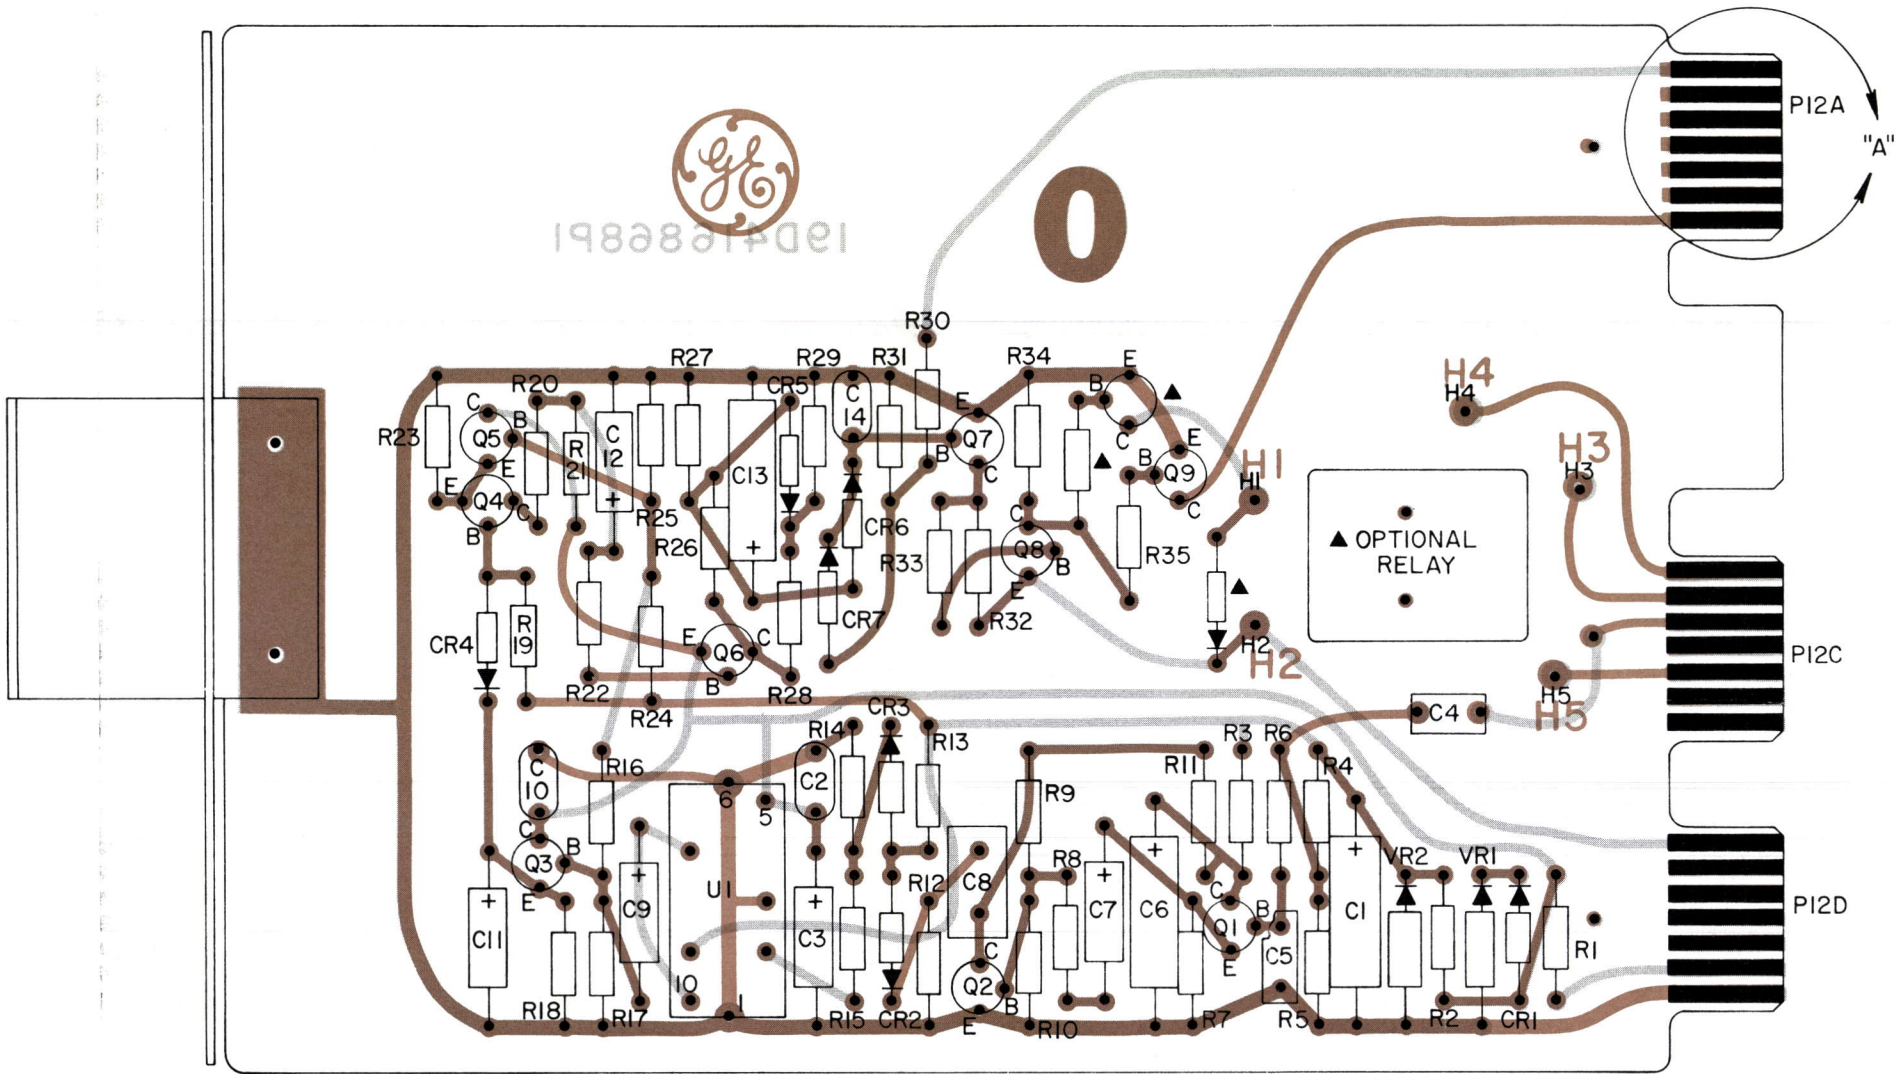 P12A
"A"
GE
19D416868P1
0
R30
R27
R29
R31
R34
E
R20
CR5
C
14
B
H4
H4
R23
C
Q5
B
E
R
21
C
12
+
C13
+
E
Q7
B
C
C
E
B
Q9
C
H1
H1
H3
H3
E
Q4
C
B
R25
R26
CR6
R33
C
Q8
B
E
R35
▲ OPTIONAL
RELAY
▲
▲
▲
CR4
R
19
E
Q6
C
B
CR7
R32
H2
H2
P12C
R22
R24
R28
H5
H5
C4
R14
CR3
R13
R3
R6
R16
R11
R4
C
10
6
5
C2
R9
C
Q3
B
E
U1
R12
C8
R8
VR2
VR1
+
C11
+
C9
+
C3
+
C7
+
C6
C
Q1
B
E
+
C1
P12D
C5
R1
10
1
C
Q2
B
E
R18
R17
R15
CR2
R10
R7
R5
R2
CR1